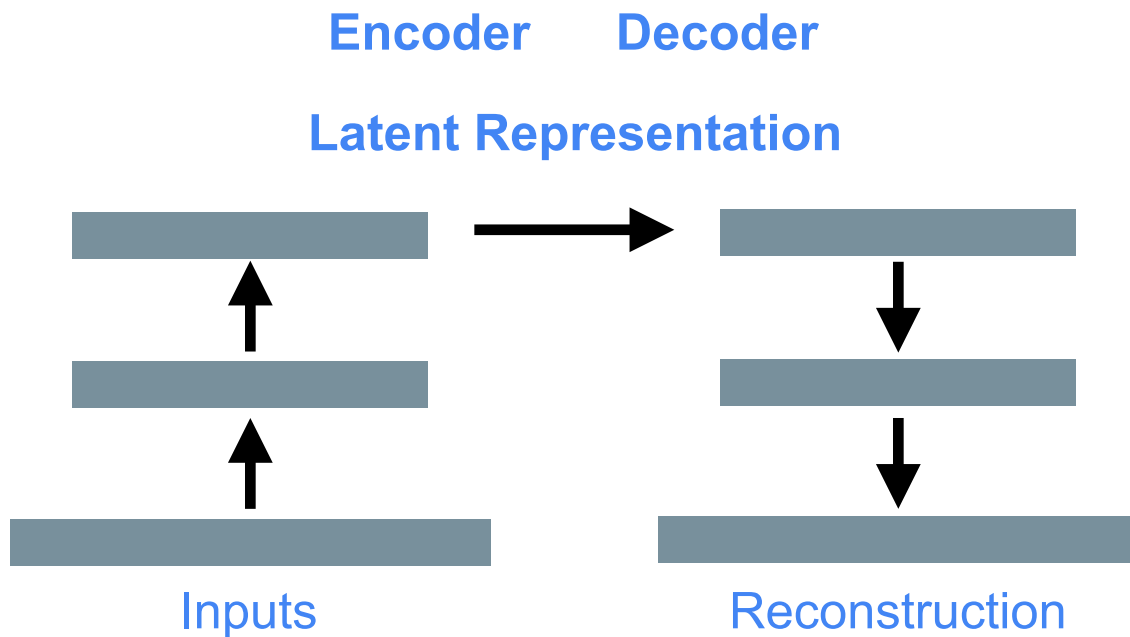 Encoder Decoder
Latent Representation
Inputs
Reconstruction